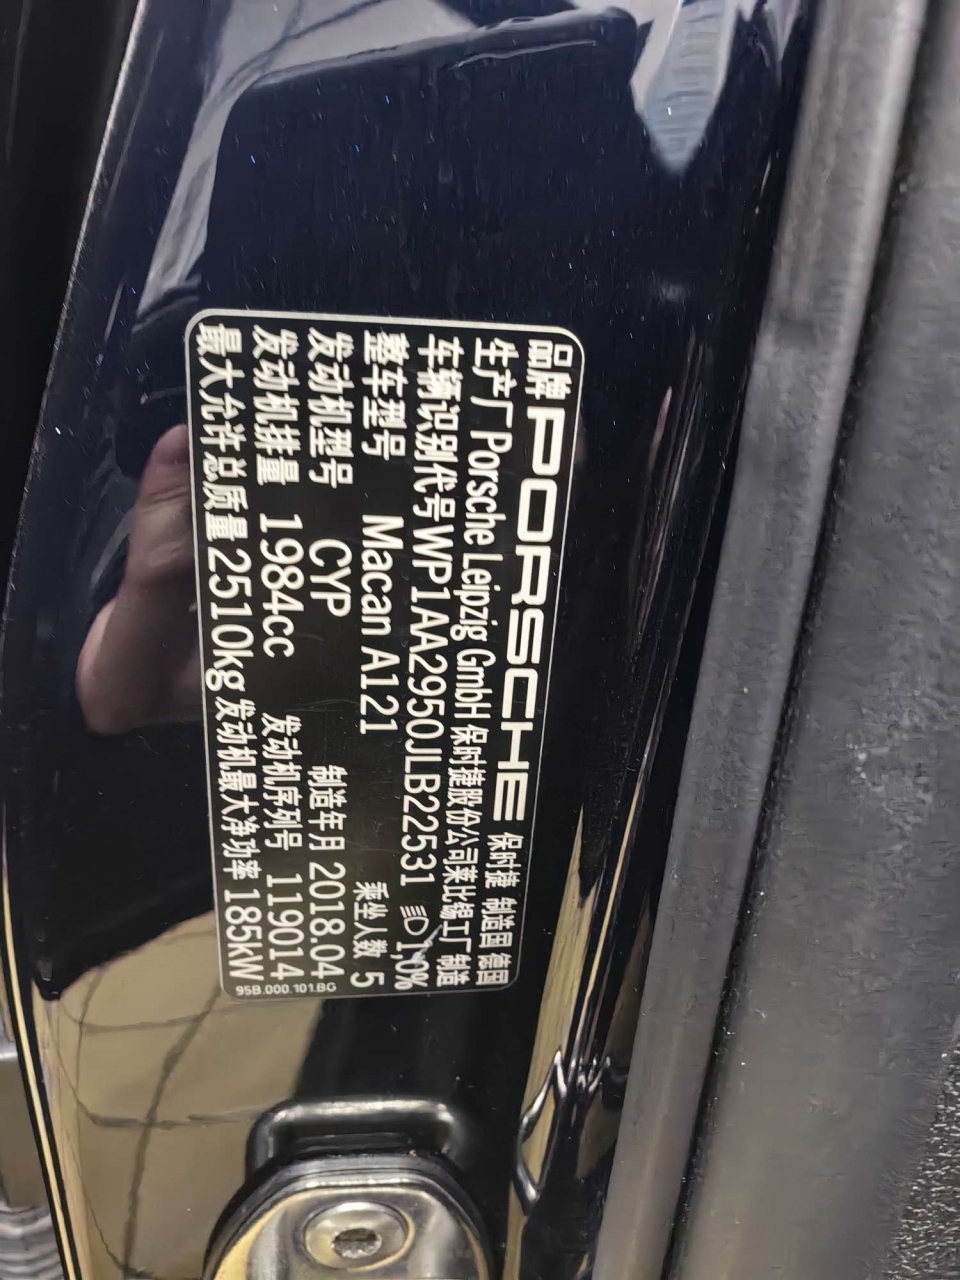 品牌 PORSCHE 保时捷 制造国 德国
生产厂 Porsche Leipzig GmbH 保时捷股份公司莱比锡工厂制造
车辆识别代号 WP1AA2950JLB22531 1,0%
整车型号 Macan A121 乘坐人数 5
发动机型号 CYP 制造年月 2018.04
发动机排量 1984cc 发动机序列号 119014
最大允许总质量 2510kg 发动机最大净功率 185kW
95B.000.101.BG